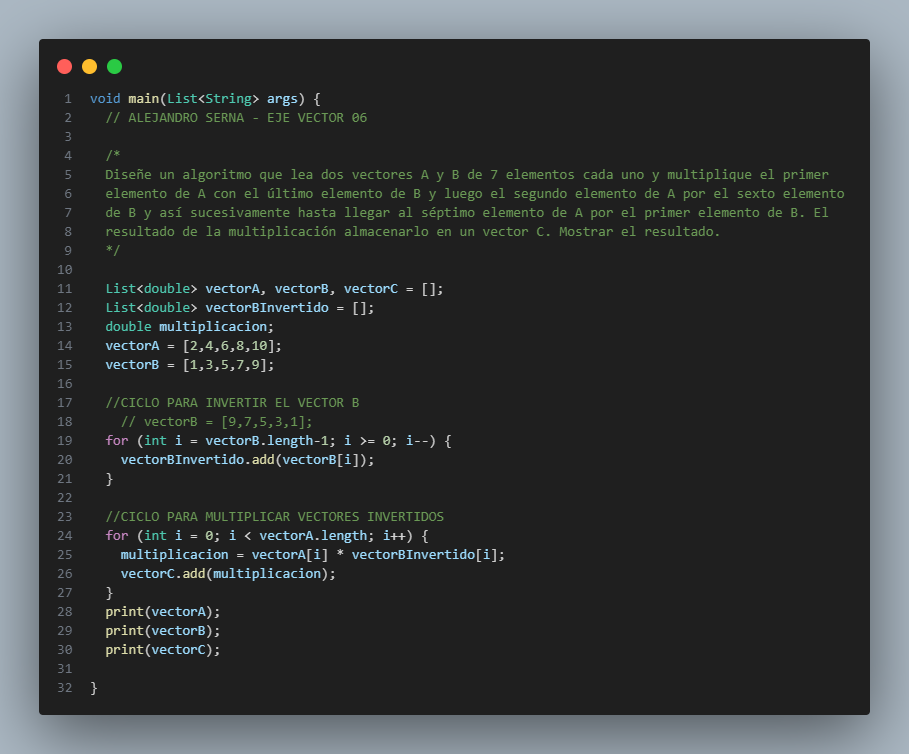 1 void main(List<String> args) {
2 // ALEJANDRO SERNA - EJE VECTOR 06
3
4 /*
5 Diseñe un algoritmo que lea dos vectores A y B de 7 elementos cada uno y multiplique el primer
6 elemento de A con el último elemento de B y luego el segundo elemento de A por el sexto elemento
7 de B y así sucesivamente hasta llegar al séptimo elemento de A por el primer elemento de B. El
8 resultado de la multiplicación almacenarlo en un vector C. Mostrar el resultado.
9 */
10
11 List<double> vectorA, vectorB, vectorC = [];
12 List<double> vectorBInvertido = [];
13 double multiplicacion;
14 vectorA = [2,4,6,8,10];
15 vectorB = [1,3,5,7,9];
16
17 //CICLO PARA INVERTIR EL VECTOR B
18 // vectorB = [9,7,5,3,1];
19 for (int i = vectorB.length-1; i >= 0; i--) {
20 vectorBInvertido.add(vectorB[i]);
21 }
22
23 //CICLO PARA MULTIPLICAR VECTORES INVERTIDOS
24 for (int i = 0; i < vectorA.length; i++) {
25 multiplicacion = vectorA[i] * vectorBInvertido[i];
26 vectorC.add(multiplicacion);
27 }
28 print(vectorA);
29 print(vectorB);
30 print(vectorC);
31
32 }